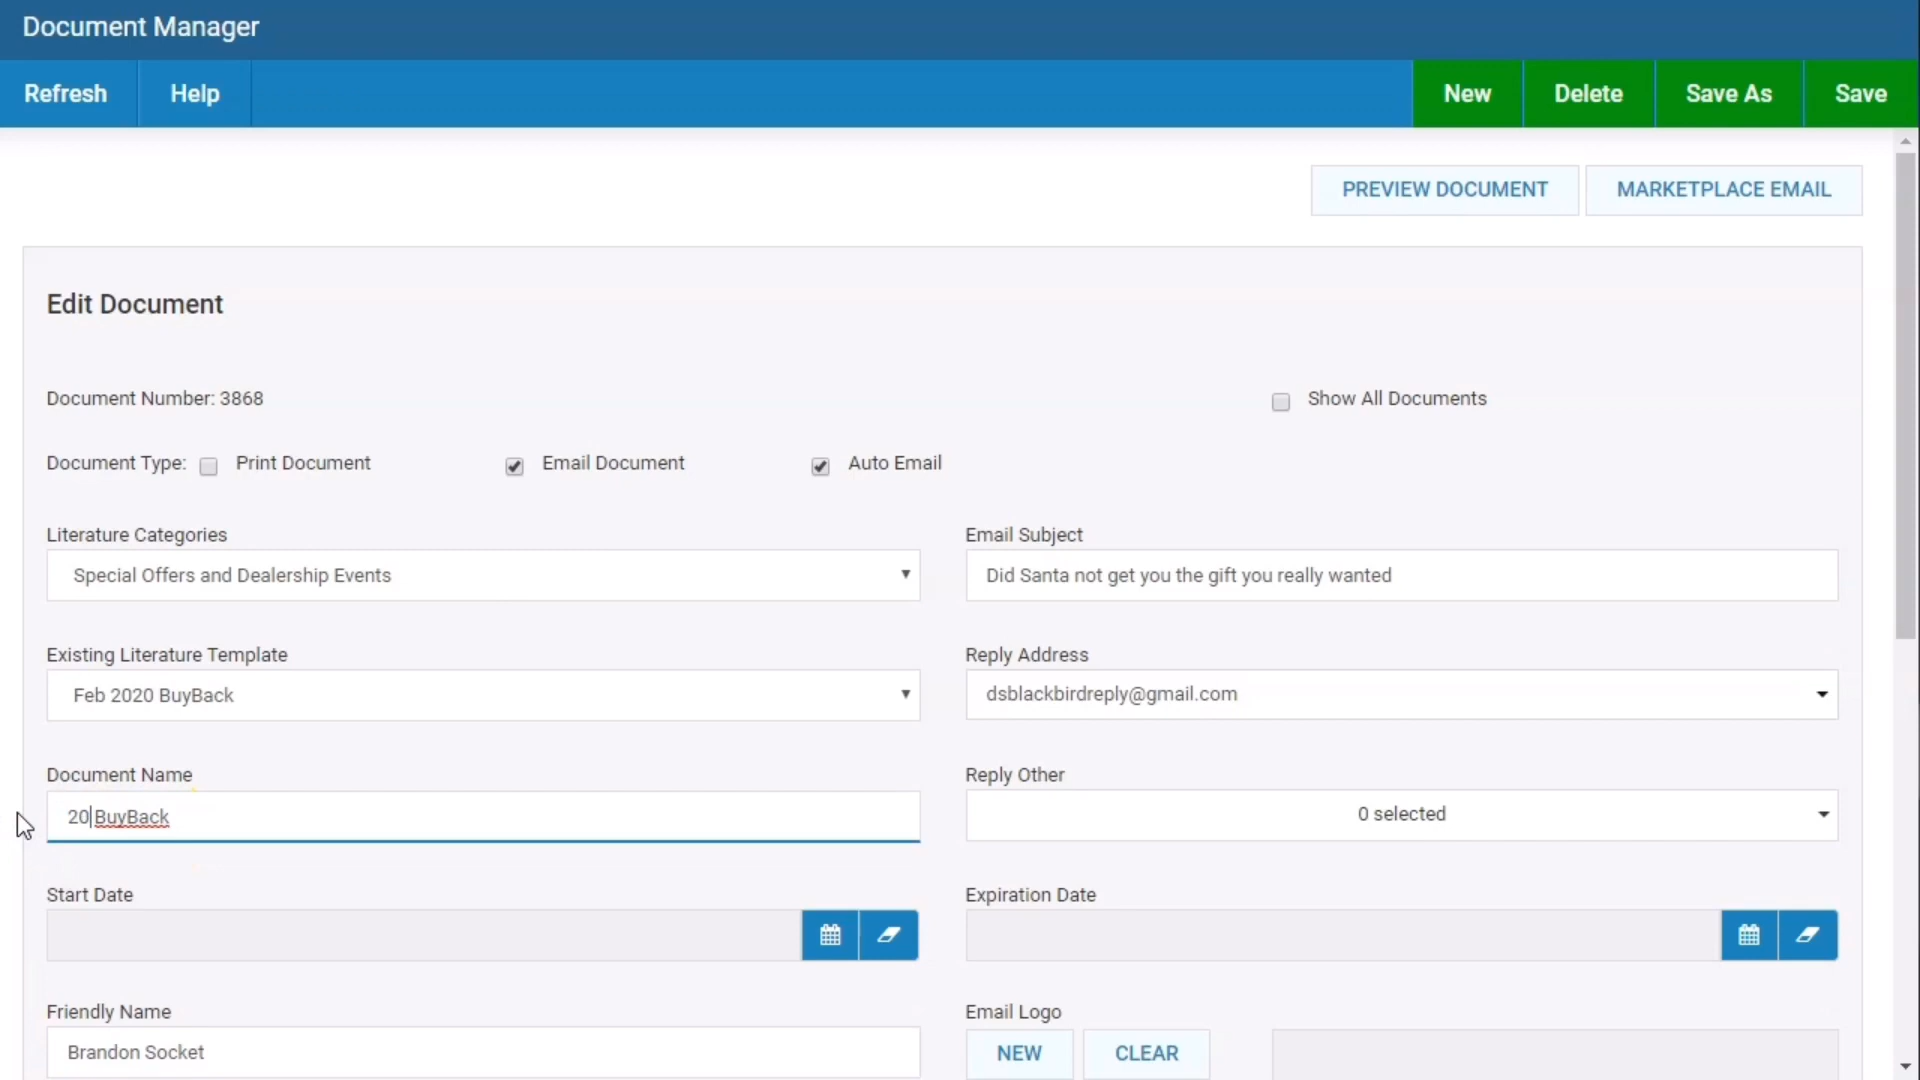 Document Manager
Refresh Help New Delete Save As Save
PREVIEW DOCUMENT MARKETPLACE EMAIL
Edit Document
Document Number: 3868 Show All Documents
Document Type: Print Document Email Document Auto Email
Literature Categories Email Subject
Special Offers and Dealership Events Did Santa not get you the gift you really wanted
Existing Literature Template Reply Address
Feb 2020 BuyBack dsblackbirdreply@gmail.com
Document Name Reply Other
20BuyBack 0 selected
Start Date Expiration Date
Friendly Name Email Logo
Brandon Socket NEW CLEAR